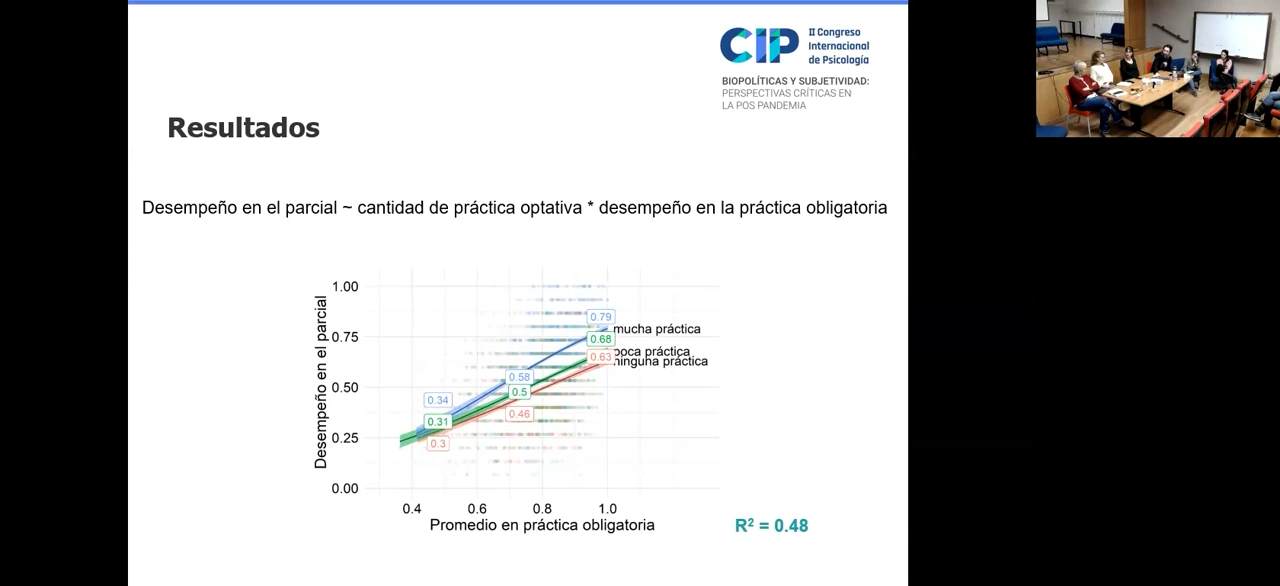 CIP
II Congreso
Internacional
de Psicología
BIOPOLÍTICAS Y SUBJETIVIDAD:
PERSPECTIVAS CRÍTICAS EN
LA POS PANDEMIA
Resultados
Desempeño en el parcial ~ cantidad de práctica optativa * desempeño en la práctica obligatoria
Desempeño en el parcial
1.00
0.75
0.50
0.25
0.00
0.79
mucha práctica
0.68
poca práctica
0.63
ninguna práctica
0.58
0.5
0.46
0.34
0.31
0.3
0.4
0.6
0.8
1.0
Promedio en práctica obligatoria
R² = 0.48